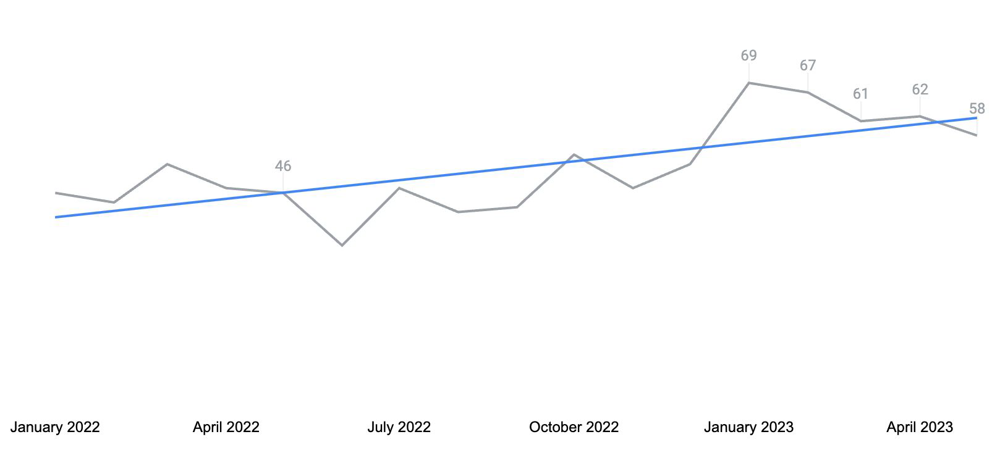 69
67
61
62
58
46
January 2022
April 2022
July 2022
October 2022
January 2023
April 2023